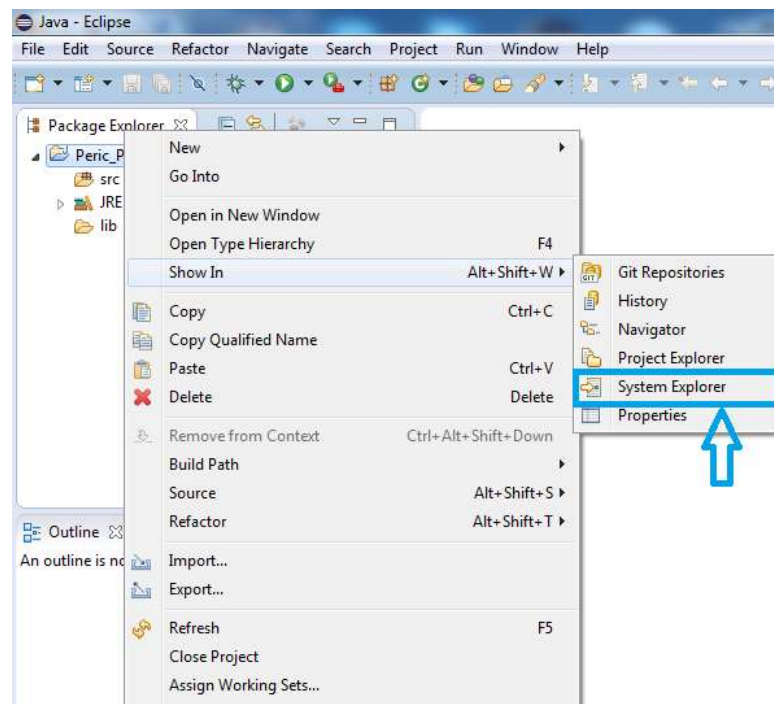 Java - Eclipse
File Edit Source Refactor Navigate Search Project Run Window Help
Package Explorer
Peric_P
src
JRE
lib
New
Go Into
Open in New Window
Open Type Hierarchy F4
Show In Alt+Shift+W
Git Repositories
History
Navigator
Project Explorer
System Explorer
Properties
Copy Ctrl+C
Copy Qualified Name
Paste Ctrl+V
Delete Delete
Remove from Context Ctrl+Alt+Shift+Down
Build Path
Source Alt+Shift+S
Refactor Alt+Shift+T
Import...
Export...
Refresh F5
Close Project
Assign Working Sets...
Outline
An outline is no